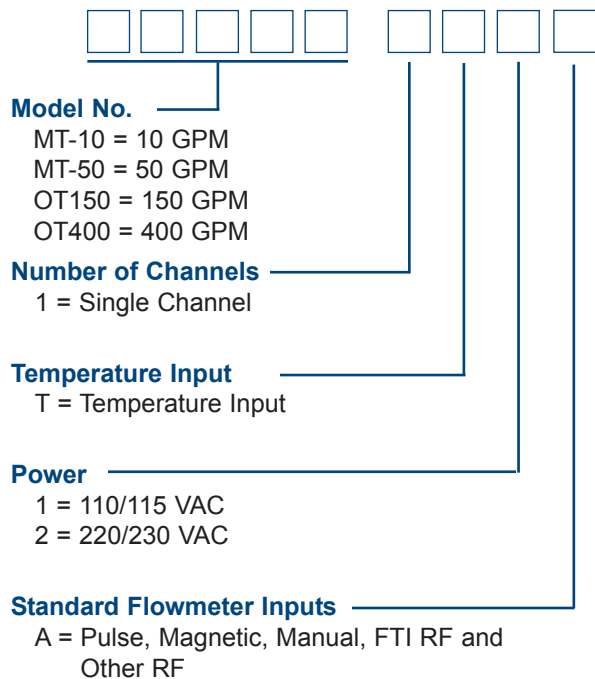 Model No.
MT-10 = 10 GPM
MT-50 = 50 GPM
OT150 = 150 GPM
OT400 = 400 GPM
Number of Channels
1 = Single Channel
Temperature Input
T = Temperature Input
Power
1 = 110/115 VAC
2 = 220/230 VAC
Standard Flowmeter Inputs
A = Pulse, Magnetic, Manual, FTI RF and
Other RF